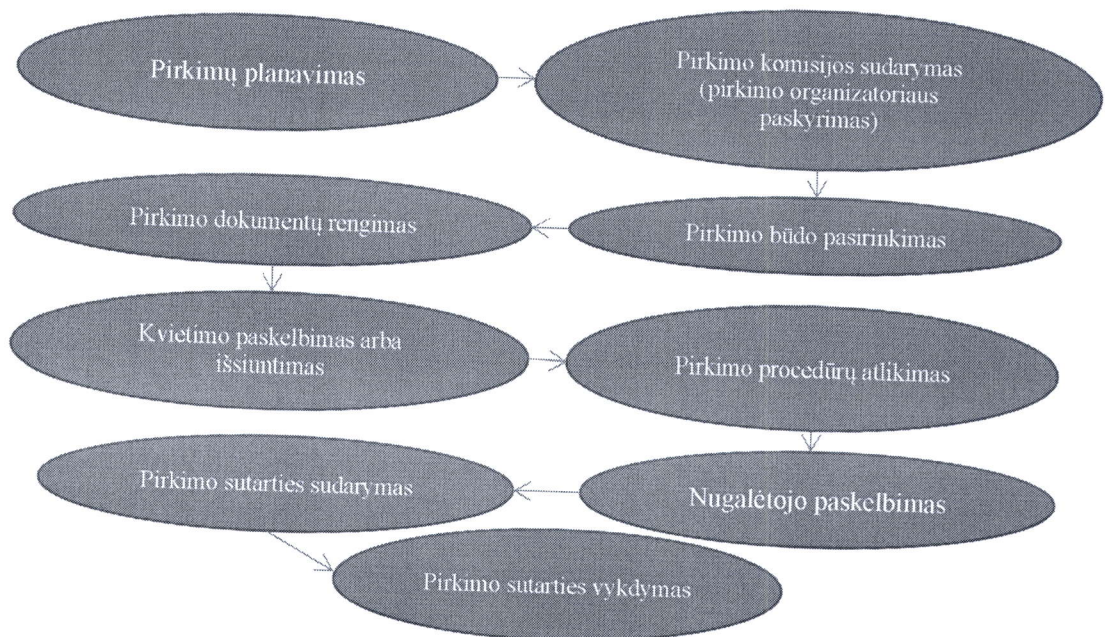 Pirkimų planavimas
Pirkimo komisijos sudarymas
(pirkimo organizatoriaus
paskyrimas)
Pirkimo būdo pasirinkimas
Pirkimo dokumentų rengimas
Kvietimo paskelbimas arba
išsiuntimas
Pirkimo procedūrų atlikimas
Nugalėtojo paskelbimas
Pirkimo sutarties sudarymas
Pirkimo sutarties vykdymas